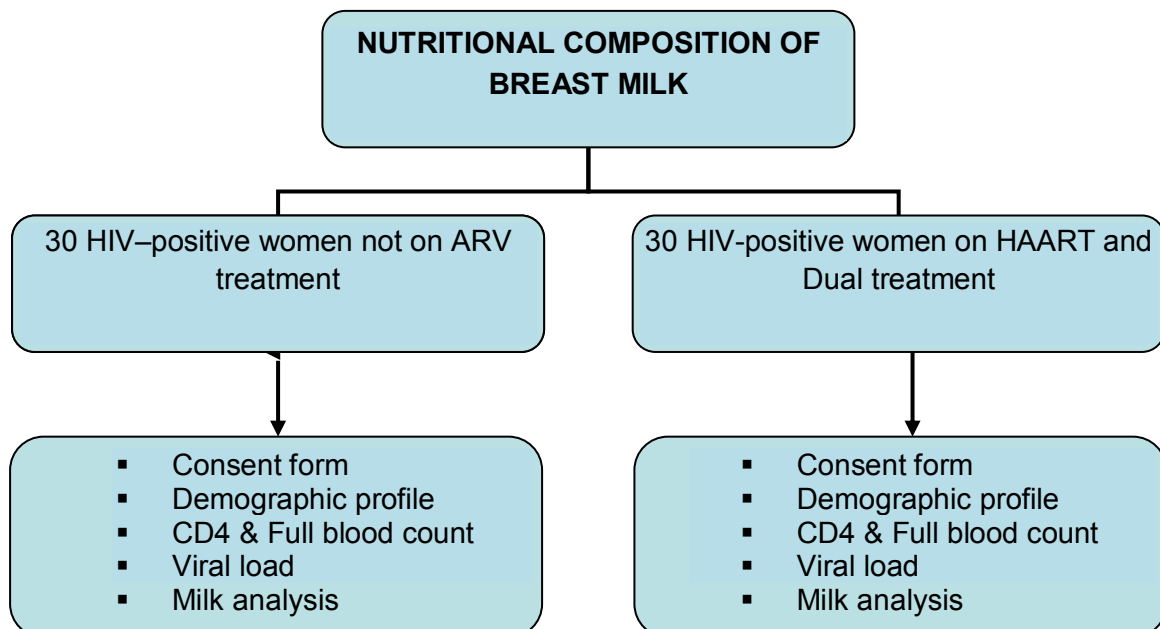 NUTRITIONAL COMPOSITION OF
BREAST MILK
30 HIV–positive women not on ARV
treatment
30 HIV-positive women on HAART and
Dual treatment
▪ Consent form
▪ Demographic profile
▪ CD4 & Full blood count
▪ Viral load
▪ Milk analysis
▪ Consent form
▪ Demographic profile
▪ CD4 & Full blood count
▪ Viral load
▪ Milk analysis